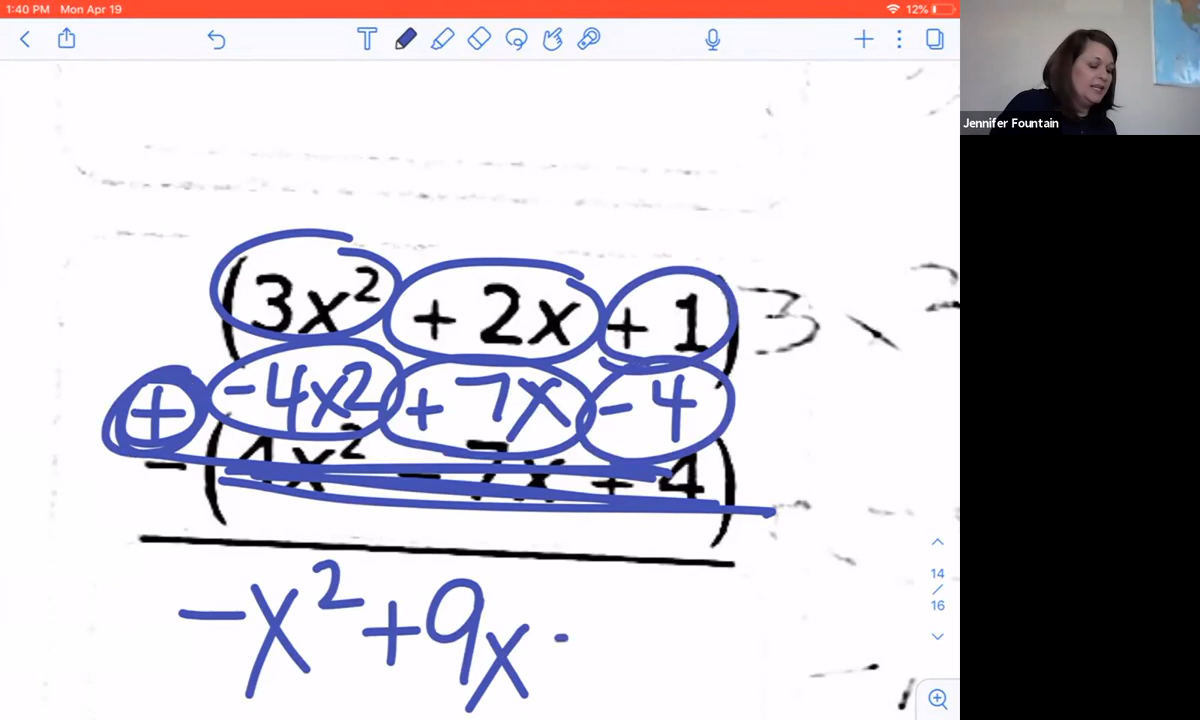 1:40 PM Mon Apr 19
12%
Jennifer Fountain
(3x² + 2x + 1)
3x²
+ -4x2 + 7x - 4
- (4x² - 7x + 4)
-x² + 9x -
14
/
16